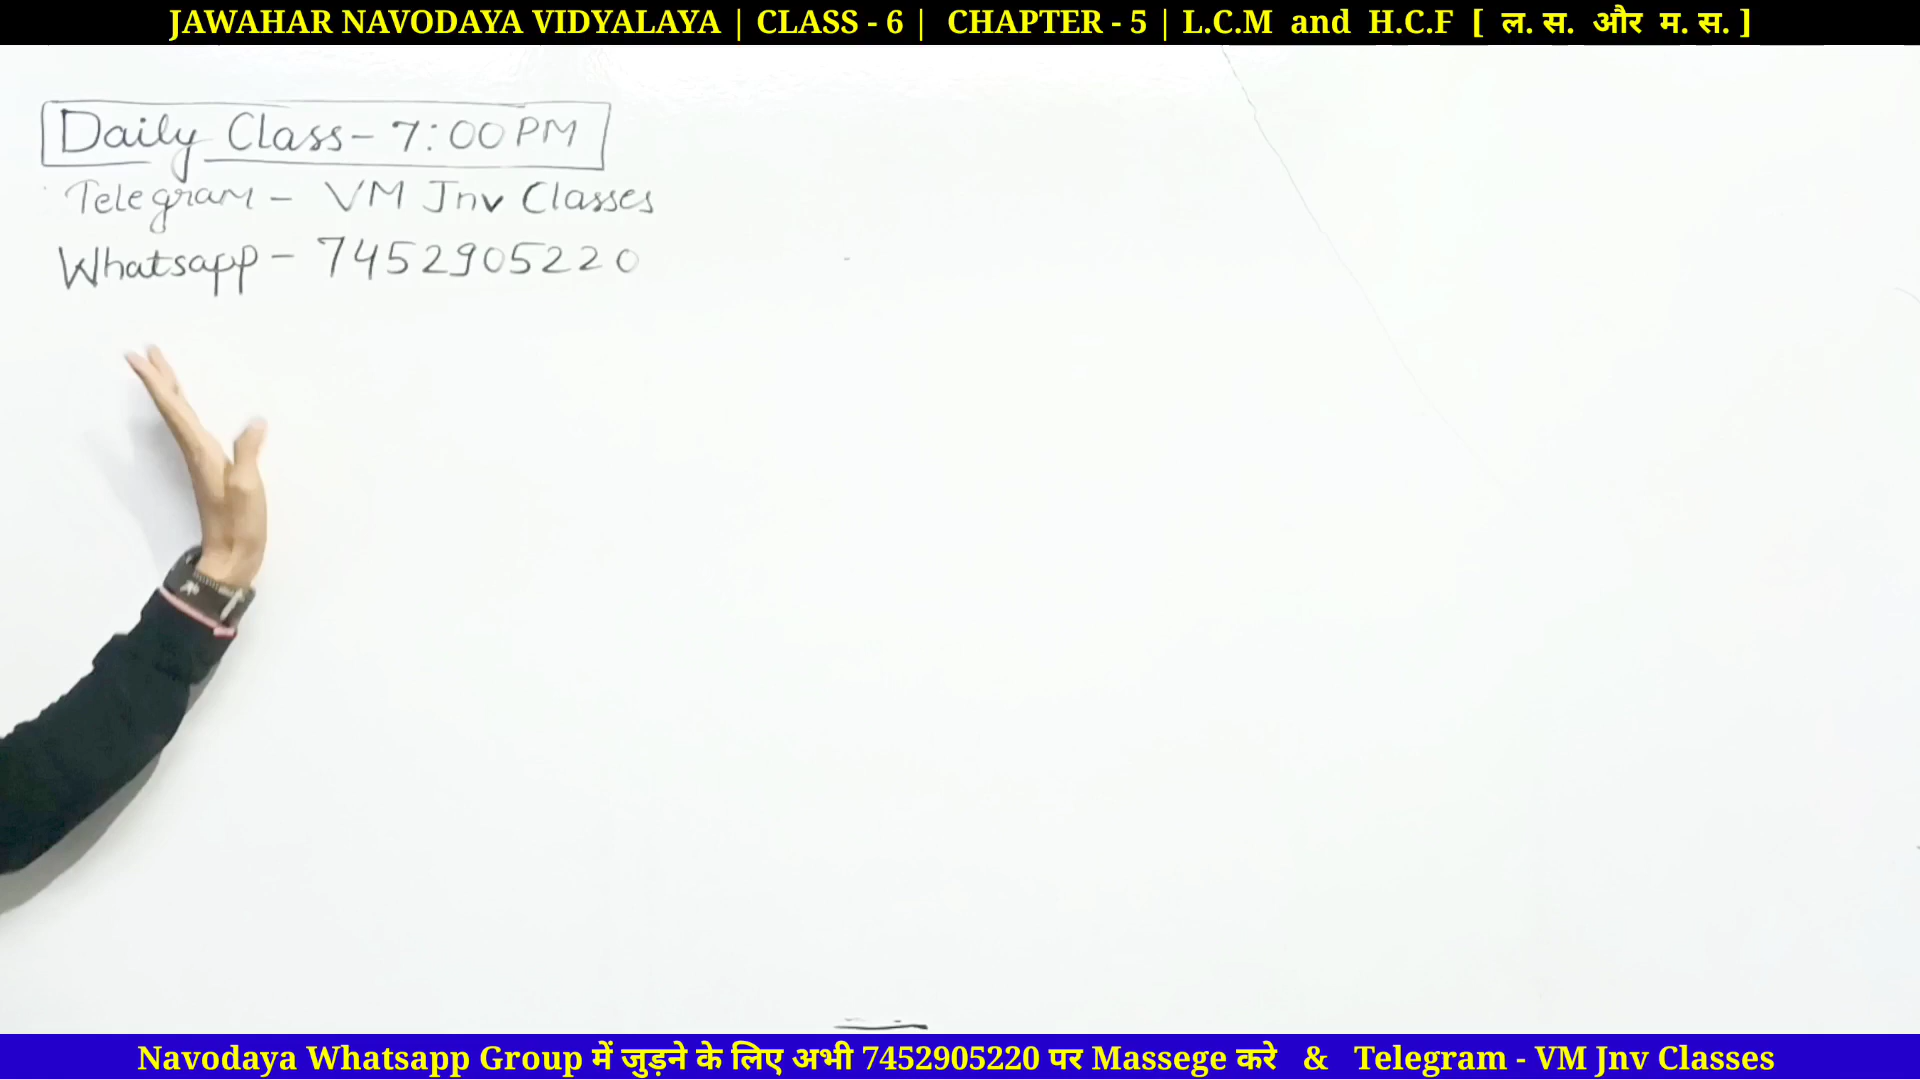 JAWAHAR NAVODAYA VIDYALAYA | CLASS - 6 | CHAPTER - 5 | L.C.M and H.C.F [ ल. स. और म. स. ]
Daily Class - 7:00 PM
Telegram - VM Jnv Classes
Whatsapp - 7452905220
Navodaya Whatsapp Group में जुड़ने के लिए अभी 7452905220 पर Massege करे & Telegram - VM Jnv Classes